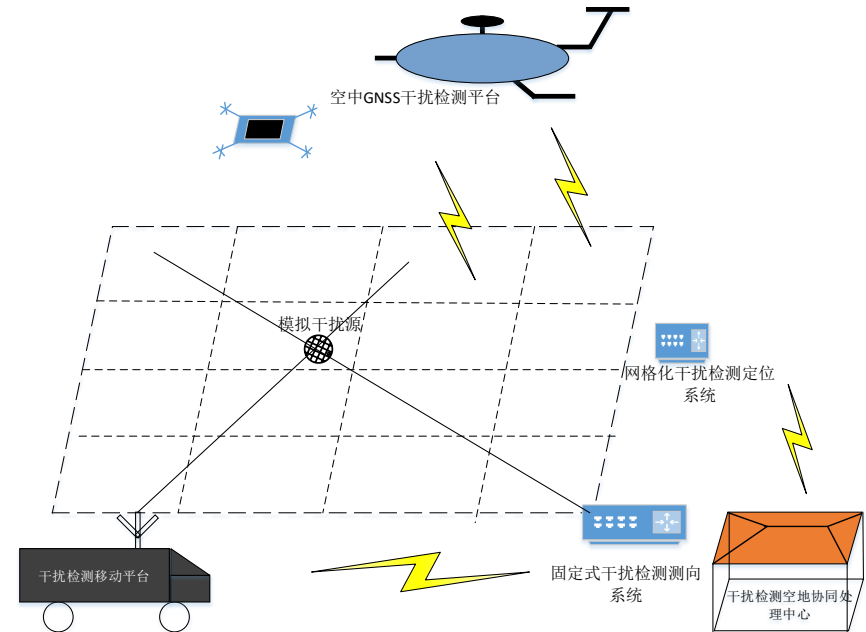 空中GNSS干扰检测平台
模拟干扰源
网格化干扰检测定位
系统
固定式干扰检测测向
系统
干扰检测移动平台
干扰检测空地协同处
理中心